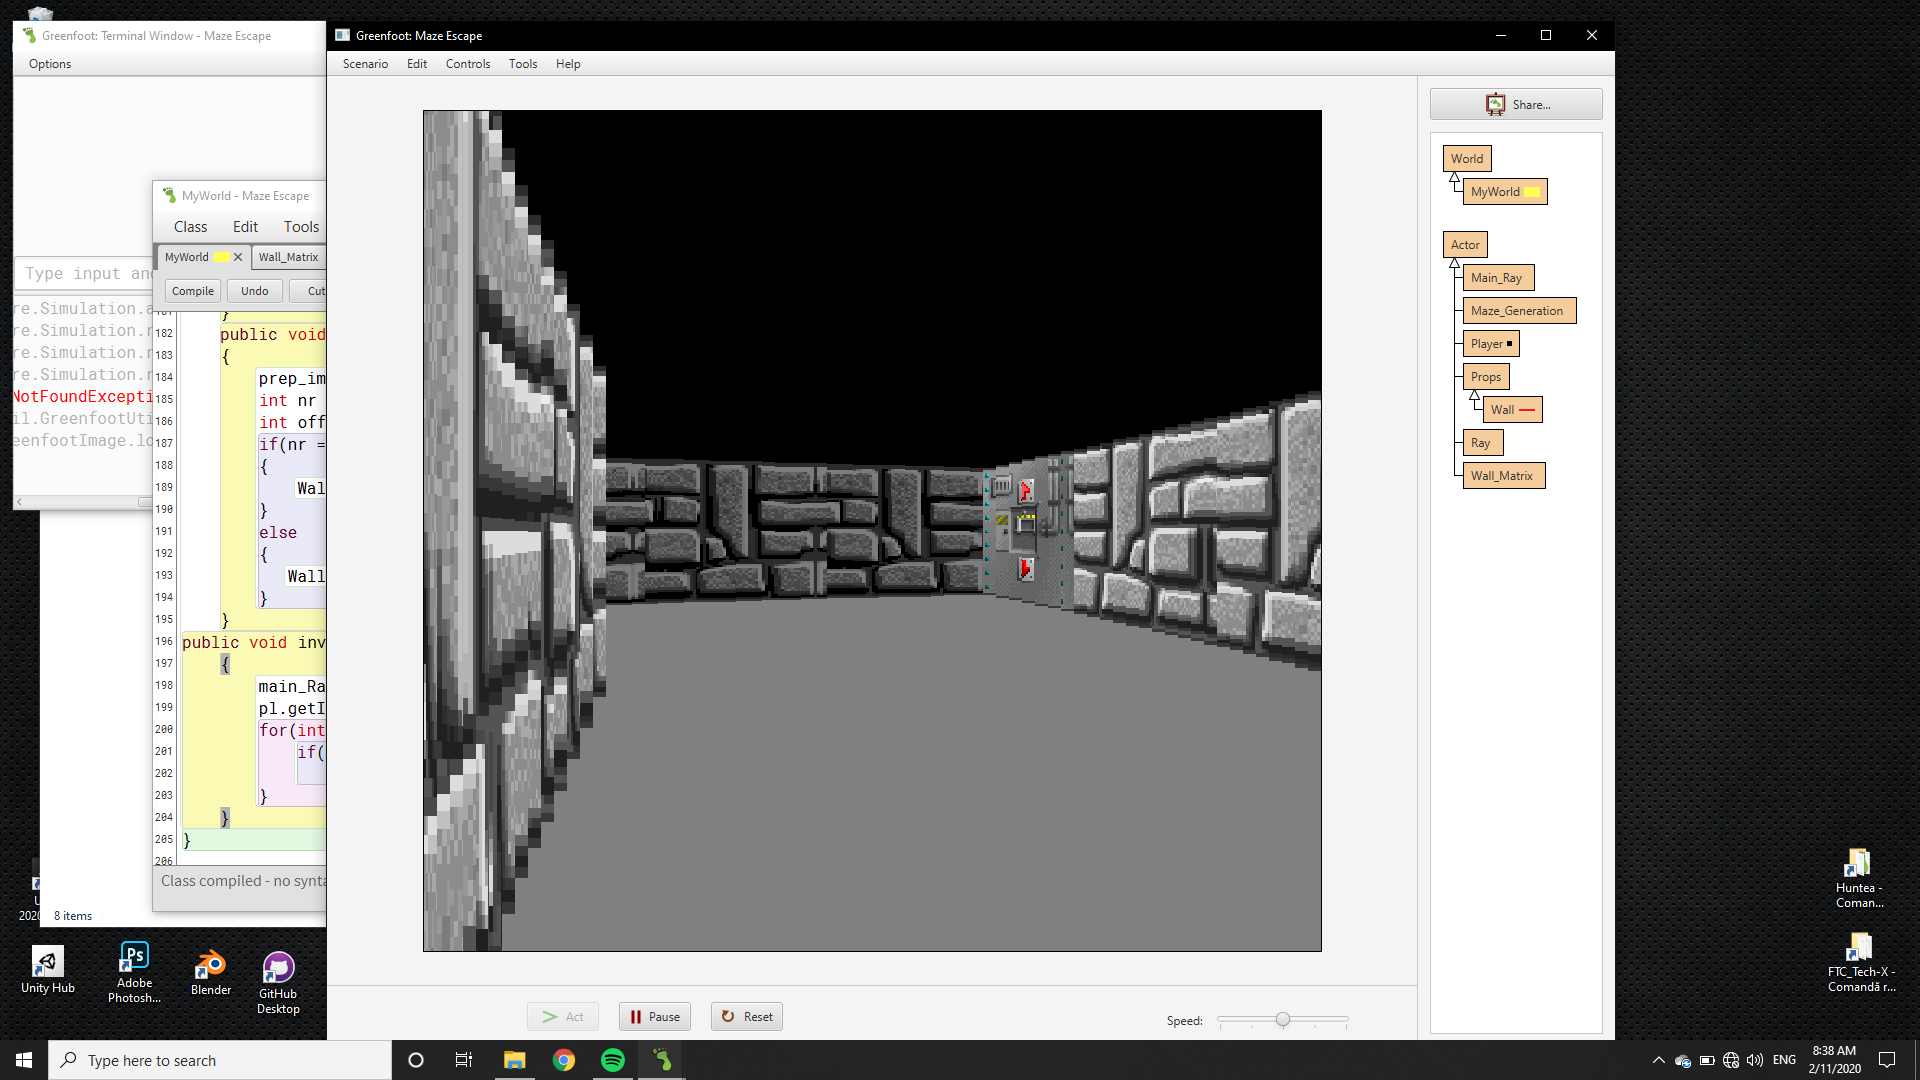 Greenfoot: Terminal Window - Maze Escape
Options
Type input and
re.Simulation.a
re.Simulation.r
re.Simulation.r
re.Simulation.r
NotFoundExcepti
il.GreenfootUti
eenfootImage.lo
8 items
MyWorld - Maze Escape
Class Edit Tools
MyWorld Wall_Matrix
Compile Undo Cut
181 }
182 public void
183 {
184 prep_im
185 int nr
186 int off
187 if(nr =
188 {
189 Wal
190 }
191 else
192 {
193 Wall
194 }
195 }
196 public void inv
197 {
198 main_Ra
199 pl.getI
200 for(int
201 if(
202
203 }
204 }
205 }
206
Class compiled - no synta
Greenfoot: Maze Escape
Scenario Edit Controls Tools Help
Share...
World
MyWorld
Actor
Main_Ray
Maze_Generation
Player
Props
Wall
Ray
Wall_Matrix
Act Pause Reset Speed:
2020
Unity Hub
Ps
Adobe
Photosh...
Blender
GitHub
Desktop
Huntea -
Coman...
FTC_Tech-X -
Comandă r...
Type here to search
ENG
8:38 AM
2/11/2020